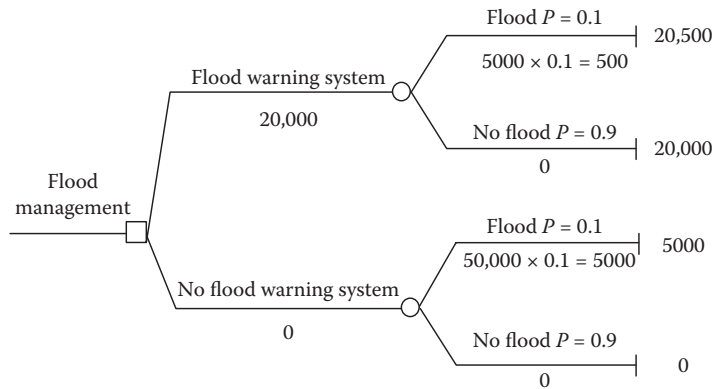 Flood P = 0.1
20,500
5000 × 0.1 = 500
Flood warning system
20,000
No flood P = 0.9
20,000
0
Flood
management
Flood P = 0.1
5000
50,000 × 0.1 = 5000
No flood warning system
0
No flood P = 0.9
0
0